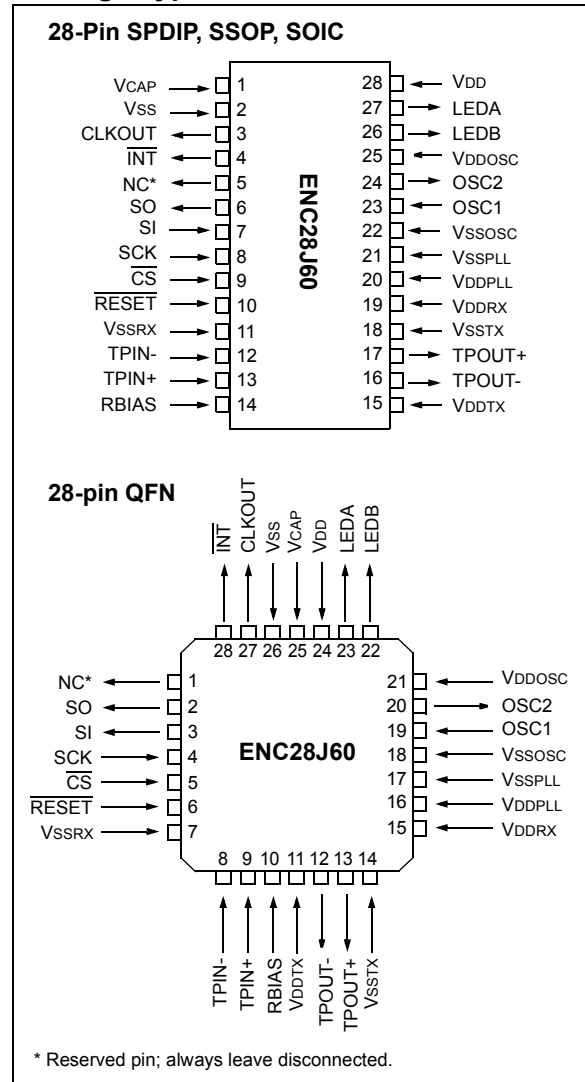 28-Pin SPDIP, SSOP, SOIC
VCAP 1
VSS 2
CLKOUT 3
INT 4
NC* 5
SO 6
SI 7
SCK 8
CS 9
RESET 10
VSSRX 11
TPIN- 12
TPIN+ 13
RBIAS 14
ENC28J60
28 VDD
27 LEDA
26 LEDB
25 VDDOSC
24 OSC2
23 OSC1
22 VSSOSC
21 VSSPLL
20 VDDPLL
19 VDDRX
18 VSSTX
17 TPOUT+
16 TPOUT-
15 VDDTX
28-pin QFN
INT CLKOUT VSS VCAP VDD LEDA LEDB
28 27 26 25 24 23 22
NC* 1
SO 2
SI 3
SCK 4
CS 5
RESET 6
VSSRX 7
ENC28J60
21 VDDOSC
20 OSC2
19 OSC1
18 VSSOSC
17 VSSPLL
16 VDDPLL
15 VDDRX
8 9 10 11 12 13 14
TPIN- TPIN+ RBIAS VDDTX TPOUT- TPOUT+ VSSTX
* Reserved pin; always leave disconnected.